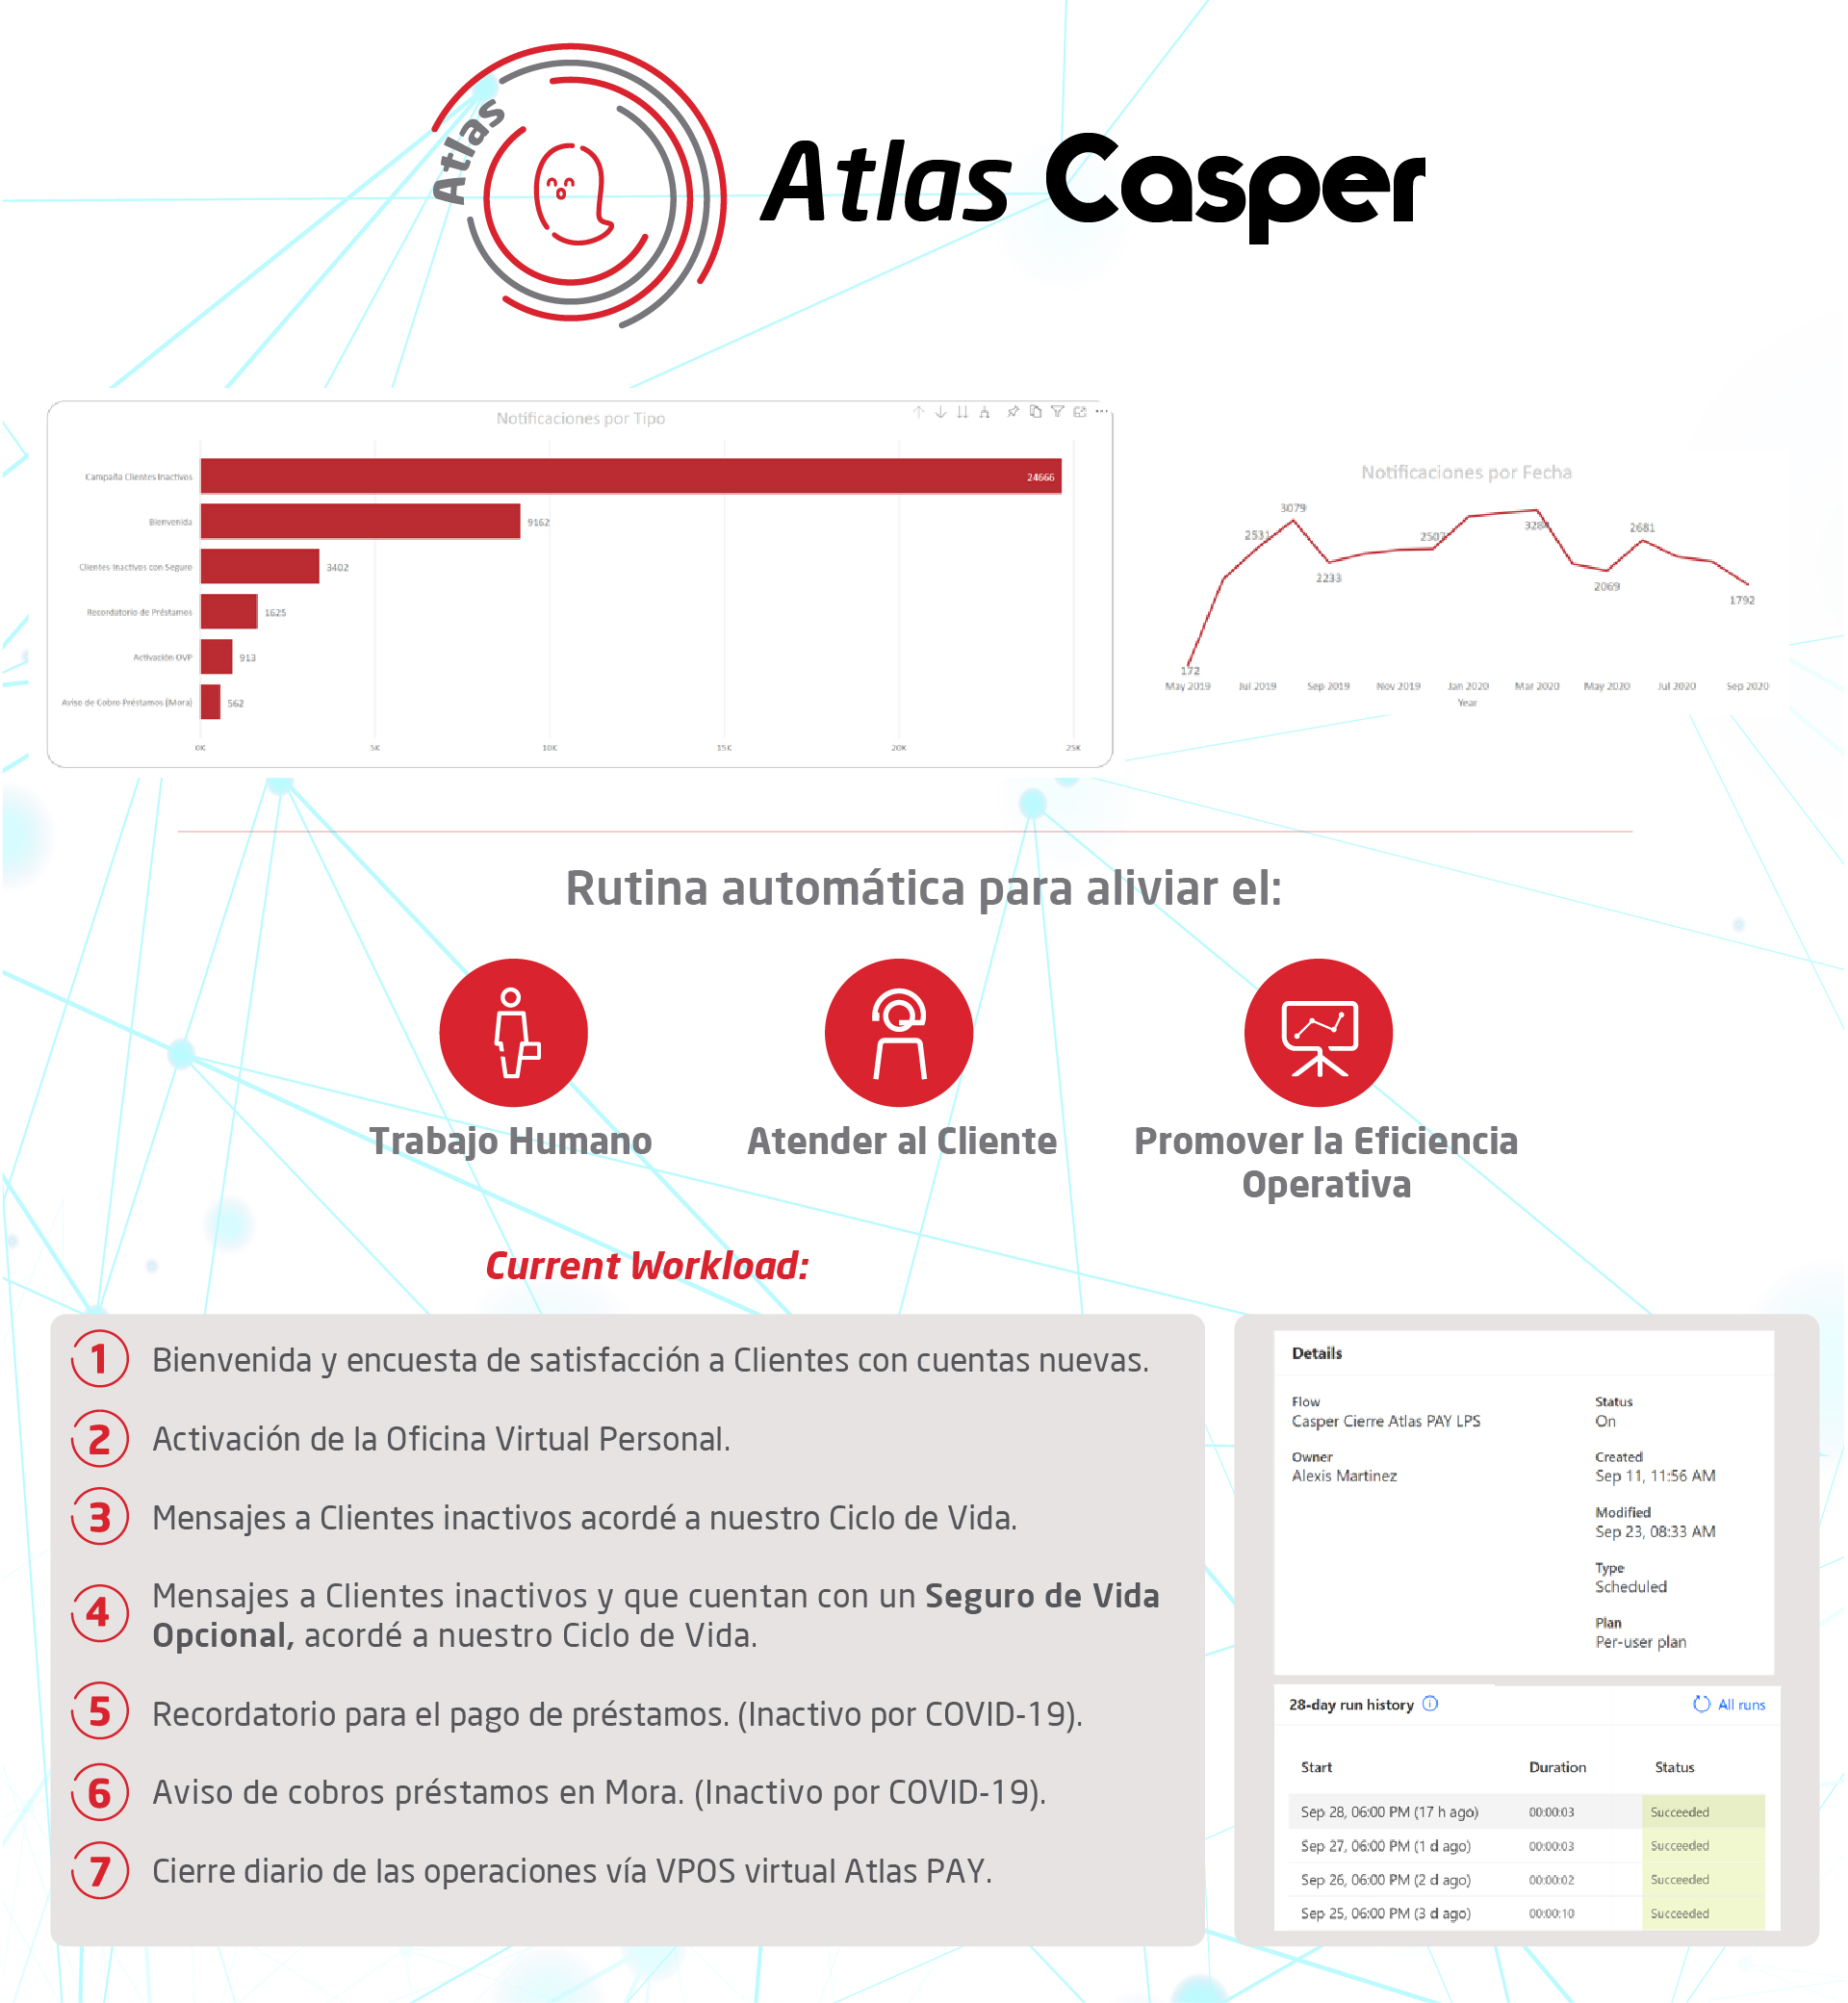 Atlas
Atlas Casper
Notificaciones por Tipo
Campaña Clientes Inactivos
24666
Bienvenida
9162
Clientes Inactivos con Seguro
3402
Recordatorio de Préstamos
1625
Activación OVP
913
Aviso de Cobro Préstamos (Mora)
562
0K 5K 10K 15K 20K 25K
Notificaciones por Fecha
172
2531
3079
2233
2507
3284
2069
2681
1792
May 2019 Jul 2019 Sep 2019 Nov 2019 Jan 2020 Mar 2020 May 2020 Jul 2020 Sep 2020
Year
Rutina automática para aliviar el:
Trabajo Humano
Atender al Cliente
Promover la Eficiencia
Operativa
Current Workload:
1 Bienvenida y encuesta de satisfacción a Clientes con cuentas nuevas.
2 Activación de la Oficina Virtual Personal.
3 Mensajes a Clientes inactivos acordé a nuestro Ciclo de Vida.
4 Mensajes a Clientes inactivos y que cuentan con un Seguro de Vida
Opcional, acordé a nuestro Ciclo de Vida.
5 Recordatorio para el pago de préstamos. (Inactivo por COVID-19).
6 Aviso de cobros préstamos en Mora. (Inactivo por COVID-19).
7 Cierre diario de las operaciones vía VPOS virtual Atlas PAY.
Details
Flow
Casper Cierre Atlas PAY LPS
Owner
Alexis Martinez
Status
On
Created
Sep 11, 11:56 AM
Modified
Sep 23, 08:33 AM
Type
Scheduled
Plan
Per-user plan
28-day run history All runs
Start Duration Status
Sep 28, 06:00 PM (17 h ago) 00:00:03 Succeeded
Sep 27, 06:00 PM (1 d ago) 00:00:03 Succeeded
Sep 26, 06:00 PM (2 d ago) 00:00:02 Succeeded
Sep 25, 06:00 PM (3 d ago) 00:00:10 Succeeded